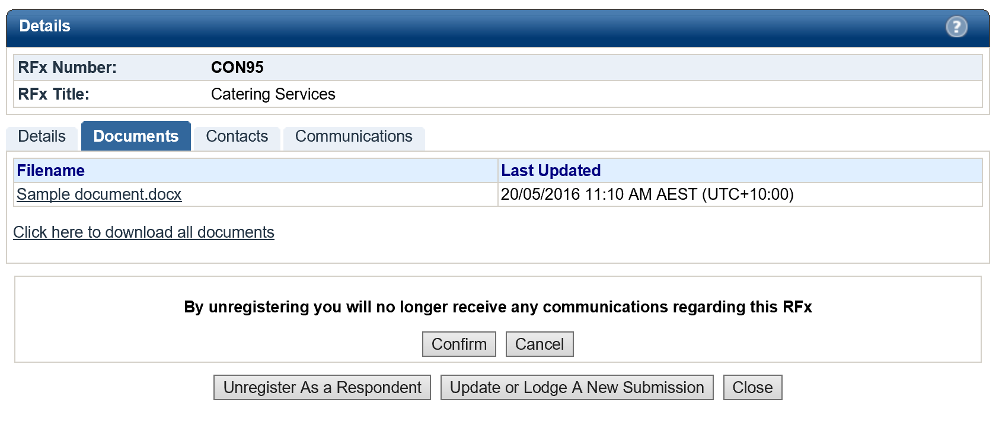 Details
?
RFx Number: CON95
RFx Title: Catering Services
Details Documents Contacts Communications
Filename Last Updated
Sample document.docx 20/05/2016 11:10 AM AEST (UTC+10:00)
Click here to download all documents
By unregistering you will no longer receive any communications regarding this RFx
Confirm Cancel
Unregister As a Respondent Update or Lodge A New Submission Close